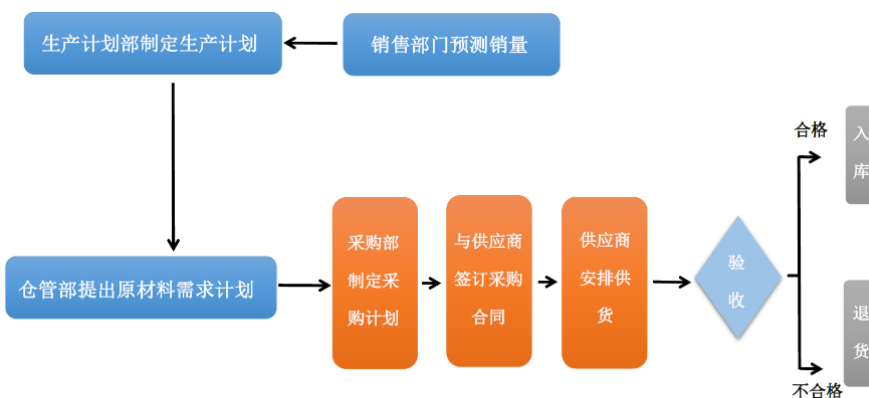 生产计划部制定生产计划
销售部门预测销量
仓管部提出原材料需求计划
采购部
制定采
购计划
与供应商
签订采购
合同
供应商
安排供
货
验
收
合格
入
库
不合格
退
货